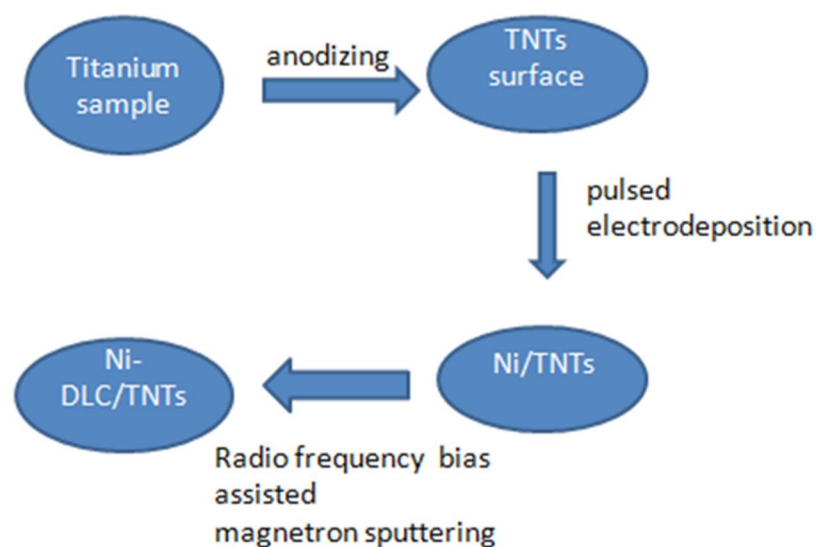 Titanium
sample
anodizing
TNTs
surface
pulsed
electrodeposition
Ni/TNTs
Radio frequency bias
assisted
magnetron sputtering
Ni-
DLC/TNTs